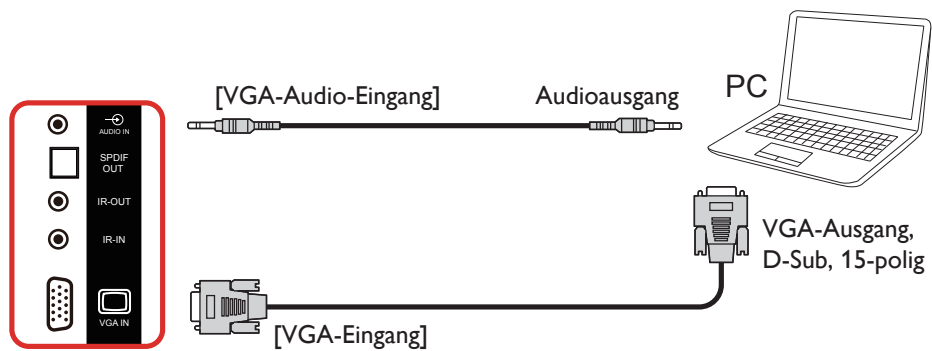 [VGA-Audio-Eingang]
Audioausgang
PC
AUDIO IN
SPDIF
OUT
IR-OUT
IR-IN
VGA IN
VGA-Ausgang,
D-Sub, 15-polig
[VGA-Eingang]